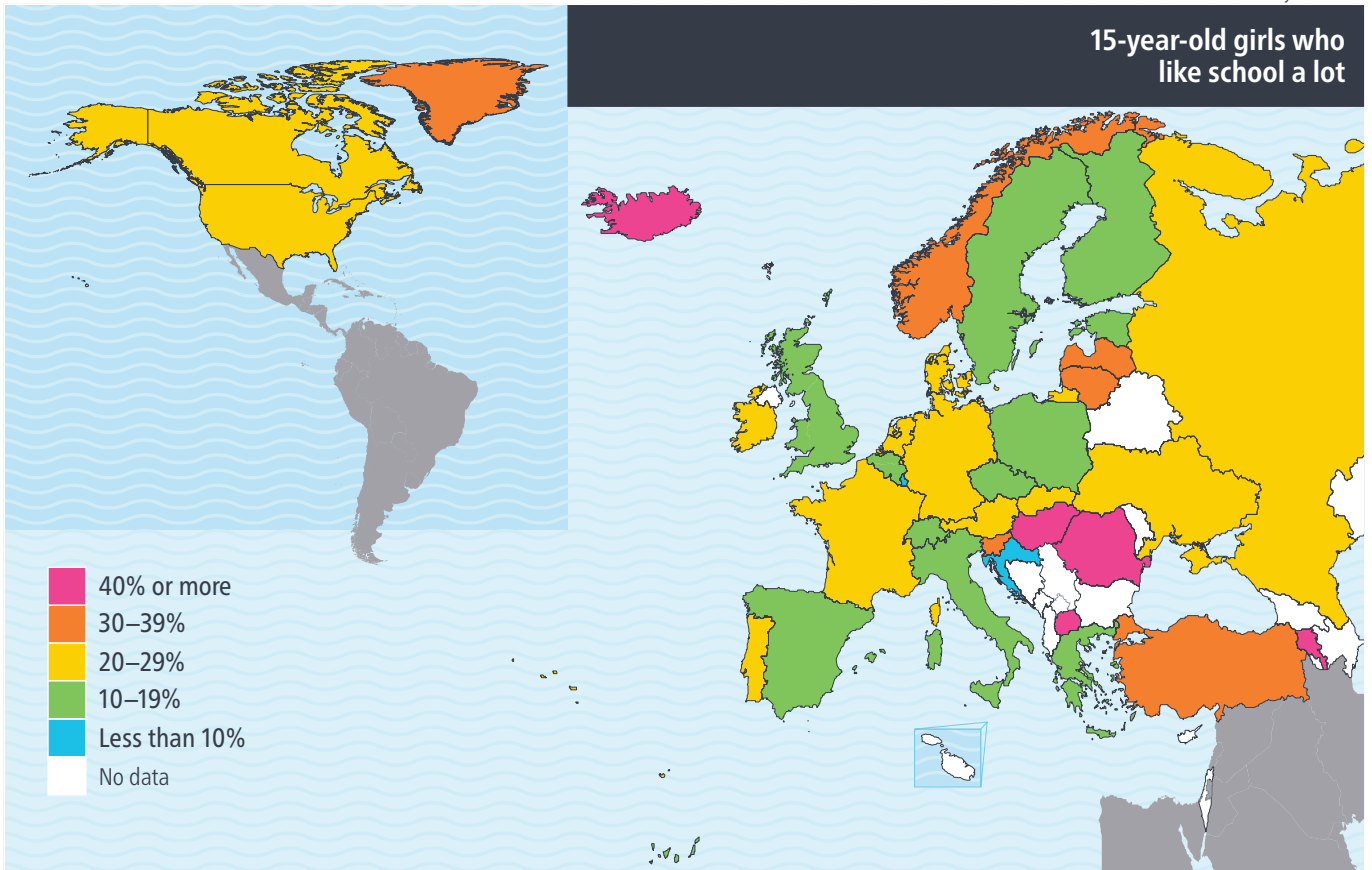 15-year-old girls who
like school a lot
40% or more
30–39%
20–29%
10–19%
Less than 10%
No data